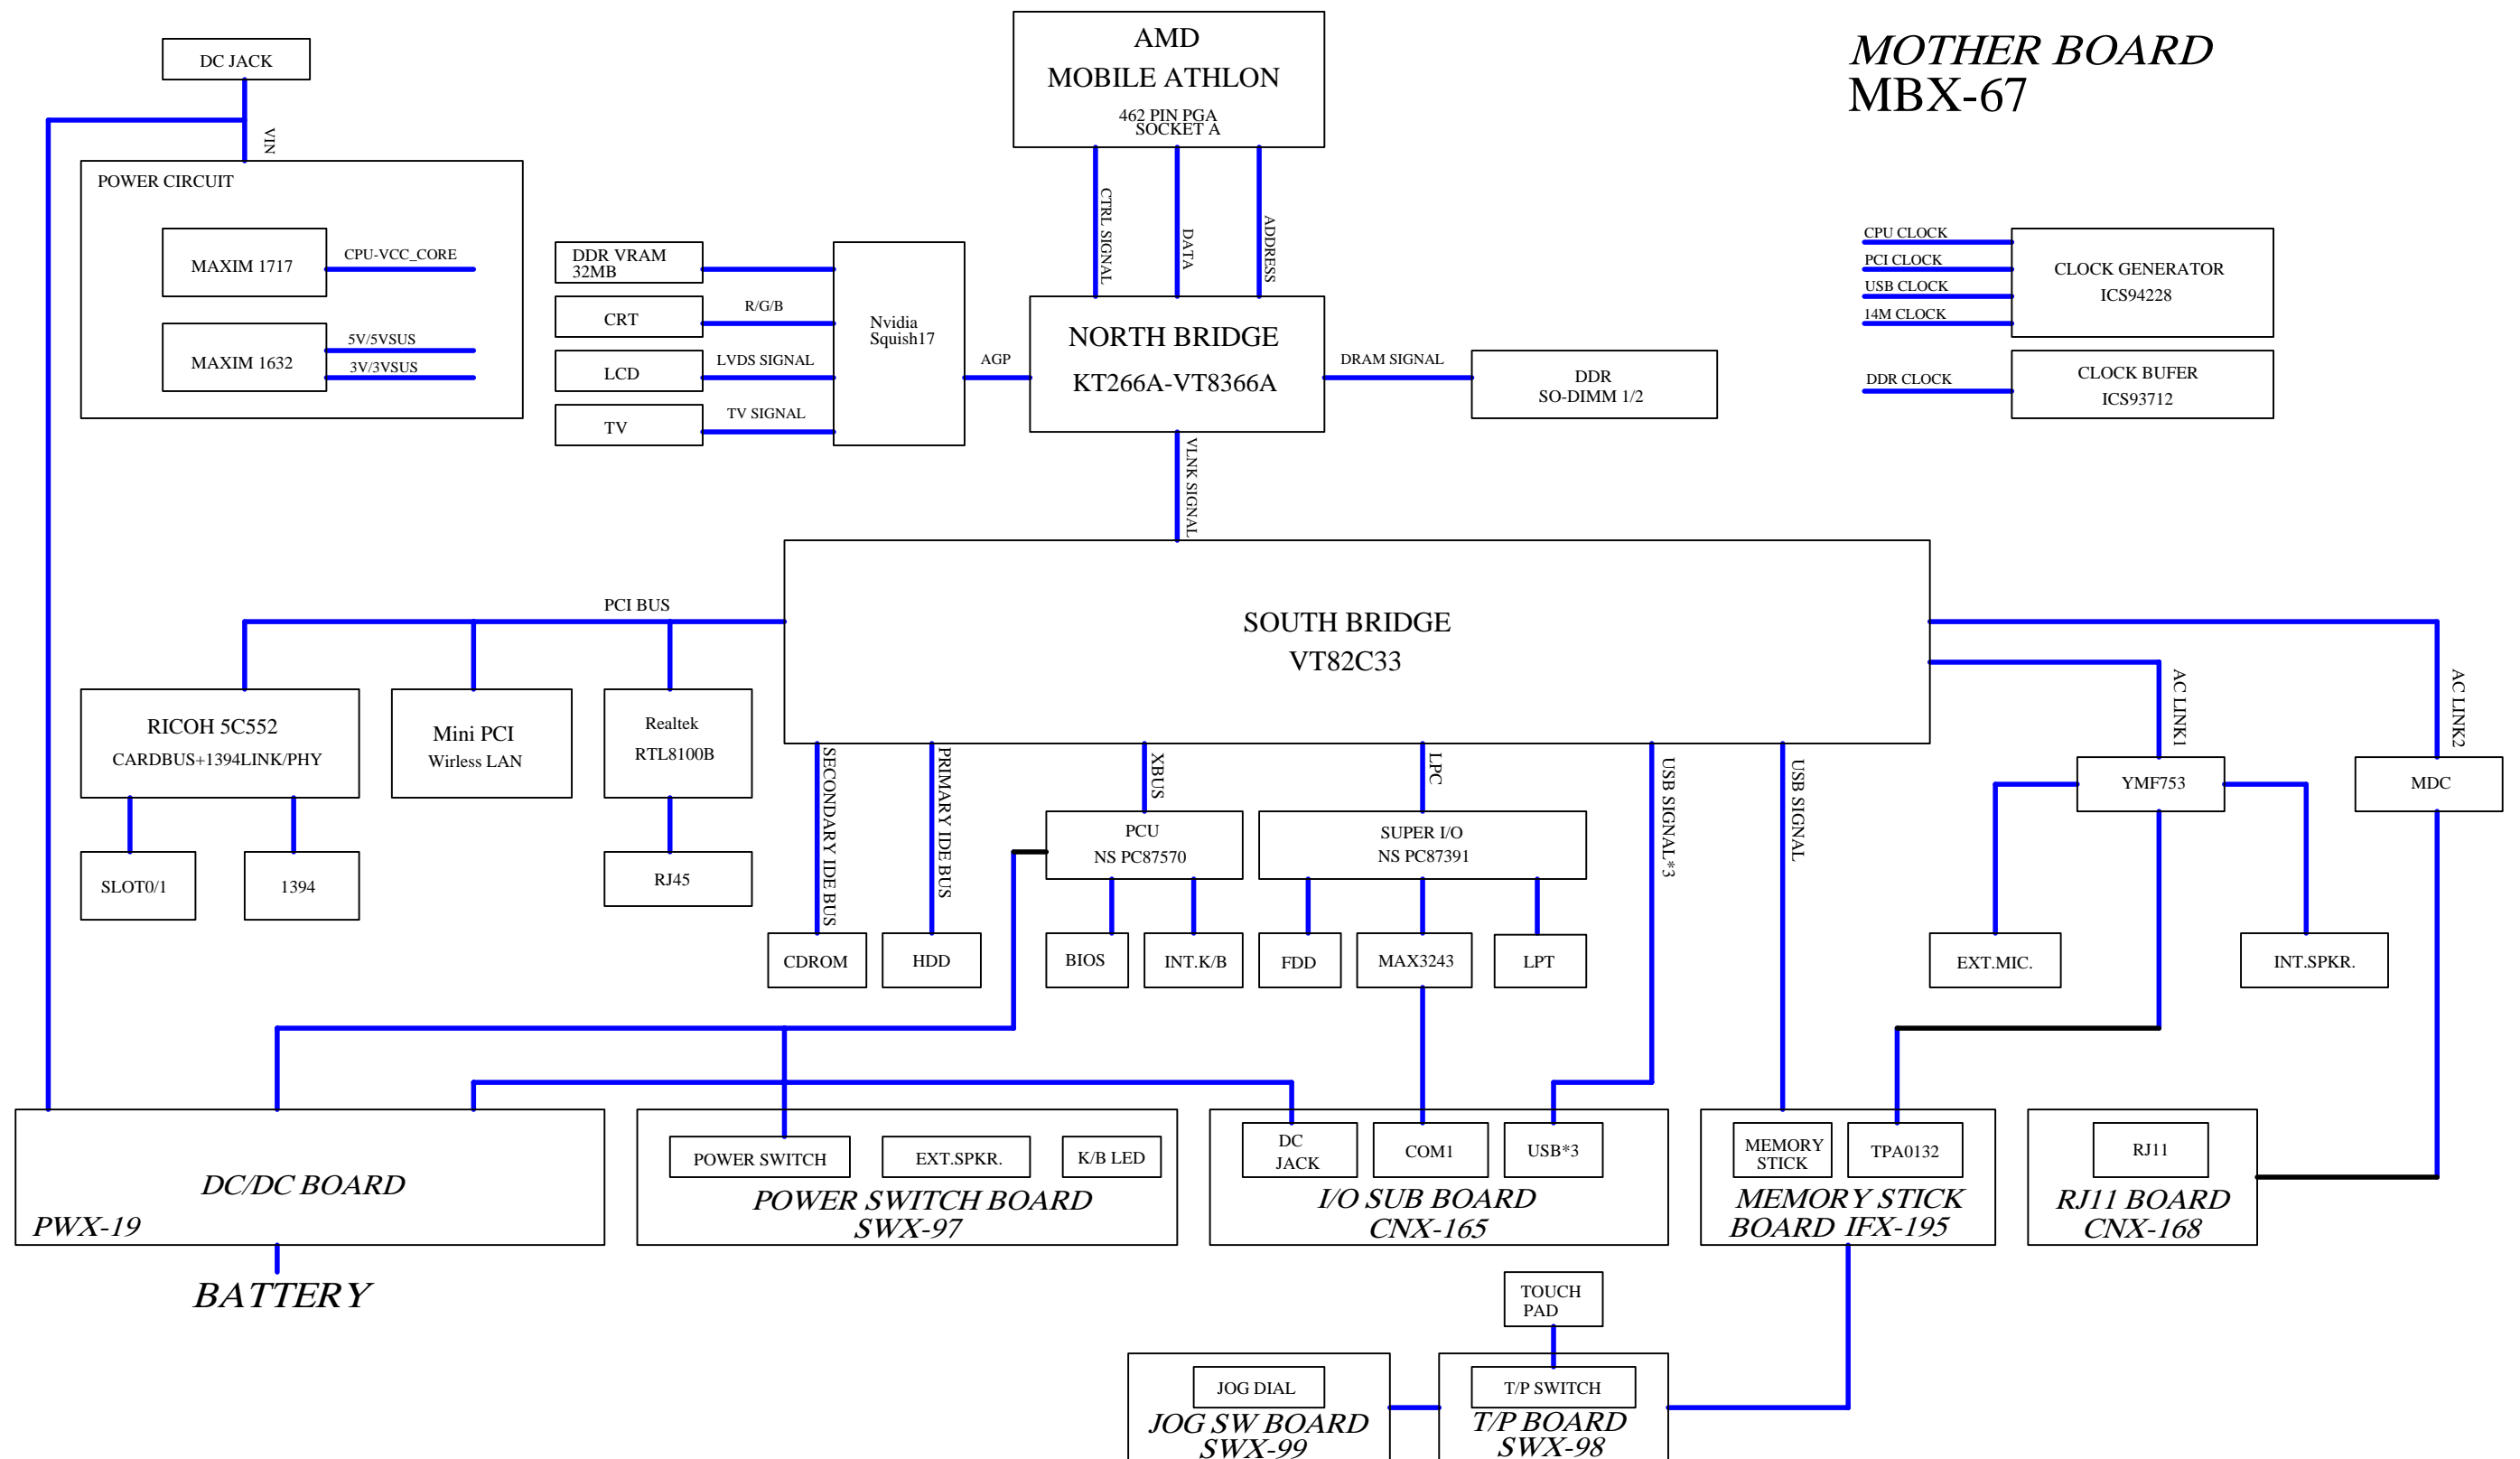 MOTHER BOARD
MBX-67
DC JACK
VIN
POWER CIRCUIT
MAXIM 1717
CPU-VCC_CORE
MAXIM 1632
5V/5VSUS
3V/3VSUS
AMD
MOBILE ATHLON
462 PIN PGA
SOCKET A
CTRL SIGNAL
DATA
ADDRESS
DDR VRAM
32MB
CRT
R/G/B
LCD
LVDS SIGNAL
TV
TV SIGNAL
Nvidia
Squish17
AGP
NORTH BRIDGE
KT266A-VT8366A
DRAM SIGNAL
DDR
SO-DIMM 1/2
CPU CLOCK
PCI CLOCK
USB CLOCK
14M CLOCK
CLOCK GENERATOR
ICS94228
DDR CLOCK
CLOCK BUFER
ICS93712
VLNK SIGNAL
SOUTH BRIDGE
VT82C33
PCI BUS
RICOH 5C552
CARDBUS+1394LINK/PHY
Mini PCI
Wirless LAN
Realtek
RTL8100B
SLOT0/1
1394
RJ45
SECONDARY IDE BUS
PRIMARY IDE BUS
XBUS
LPC
USB SIGNAL*3
USB SIGNAL
AC LINK1
AC LINK2
PCU
NS PC87570
SUPER I/O
NS PC87391
YMF753
MDC
CDROM
HDD
BIOS
INT.K/B
FDD
MAX3243
LPT
EXT.MIC.
INT.SPKR.
DC/DC BOARD
PWX-19
BATTERY
POWER SWITCH
EXT.SPKR.
K/B LED
POWER SWITCH BOARD
SWX-97
DC
JACK
COM1
USB*3
I/O SUB BOARD
CNX-165
MEMORY
STICK
TPA0132
MEMORY STICK
BOARD IFX-195
RJ11
RJ11 BOARD
CNX-168
TOUCH
PAD
JOG DIAL
JOG SW BOARD
SWX-99
T/P SWITCH
T/P BOARD
SWX-98